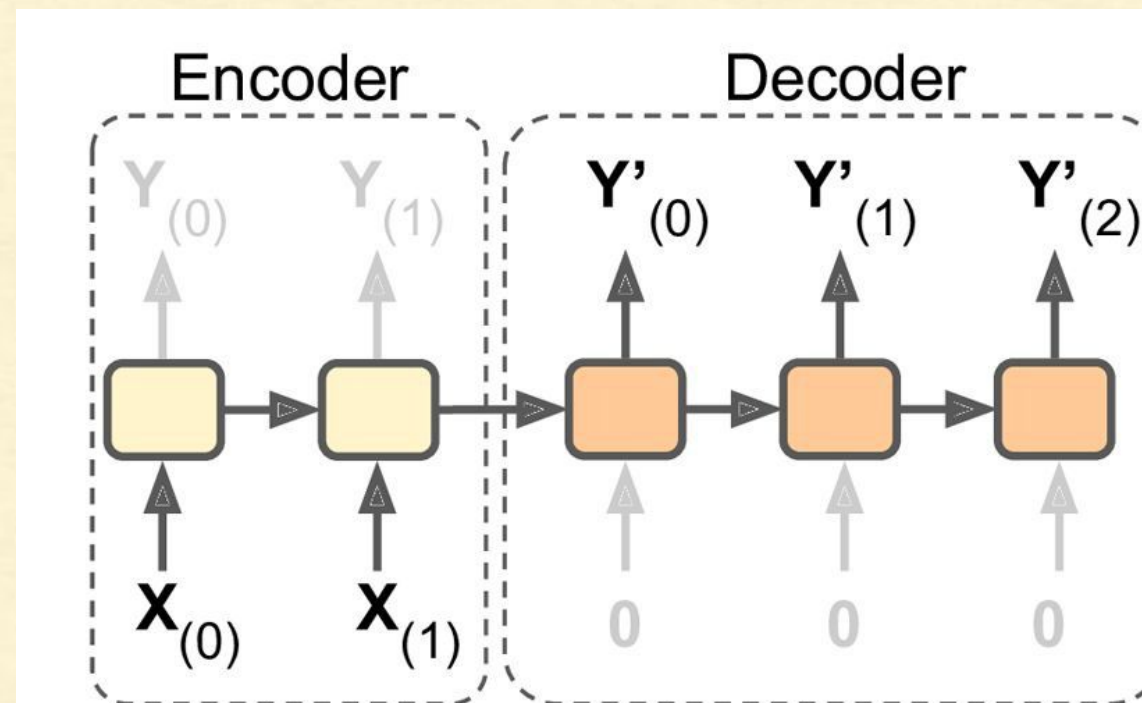 Encoder Decoder
Y(0) Y(1) Y'(0) Y'(1) Y'(2)
X(0) X(1) 0 0 0